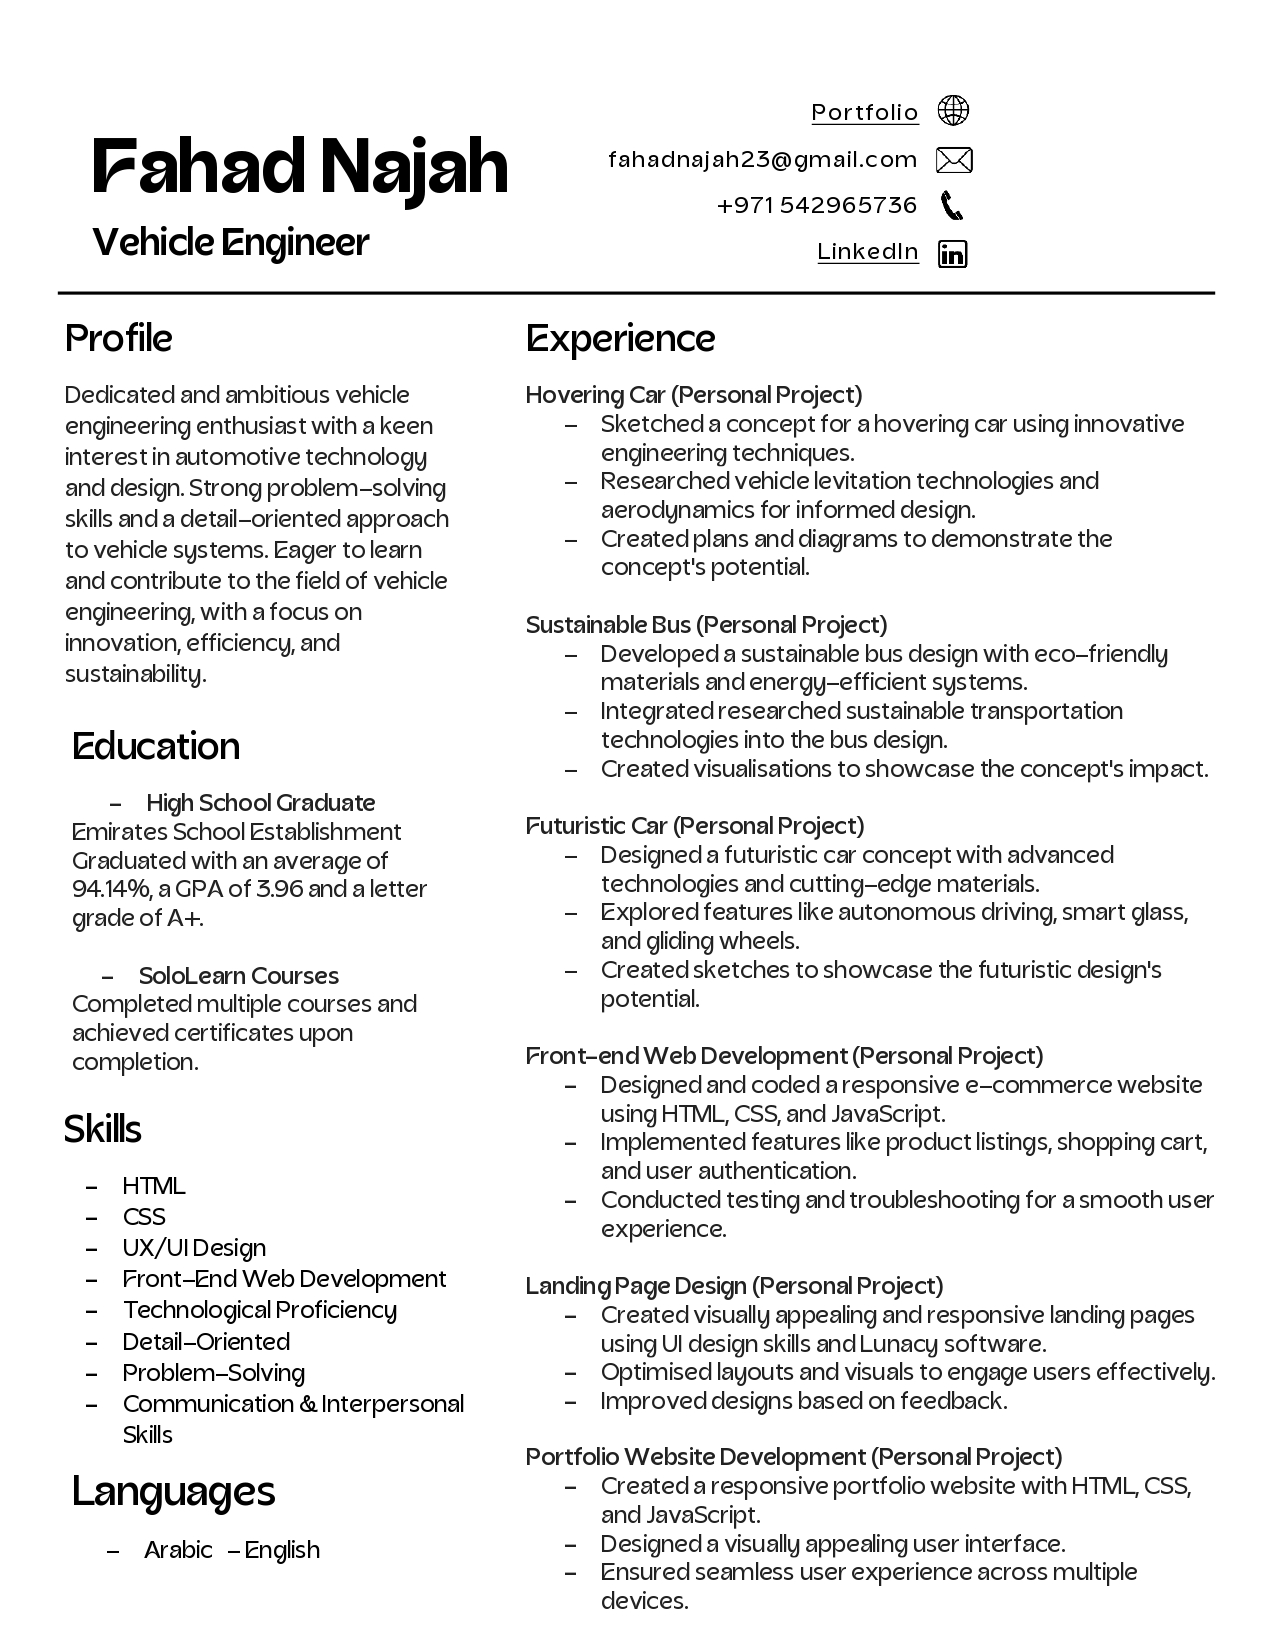 Fahad Najah
Vehicle Engineer
Portfolio
fahadnajah23@gmail.com
+971 542965736
LinkedIn
Profile
Dedicated and ambitious vehicle
engineering enthusiast with a keen
interest in automotive technology
and design. Strong problem-solving
skills and a detail-oriented approach
to vehicle systems. Eager to learn
and contribute to the field of vehicle
engineering, with a focus on
innovation, efficiency, and
sustainability.
Education
- High School Graduate
Emirates School Establishment
Graduated with an average of
94.14%, a GPA of 3.96 and a letter
grade of A+.
- SoloLearn Courses
Completed multiple courses and
achieved certificates upon
completion.
Skills
- HTML
- CSS
- UX/UI Design
- Front-End Web Development
- Technological Proficiency
- Detail-Oriented
- Problem-Solving
- Communication & Interpersonal
Skills
Languages
- Arabic - English
Experience
Hovering Car (Personal Project)
- Sketched a concept for a hovering car using innovative
engineering techniques.
- Researched vehicle levitation technologies and
aerodynamics for informed design.
- Created plans and diagrams to demonstrate the
concept's potential.
Sustainable Bus (Personal Project)
- Developed a sustainable bus design with eco-friendly
materials and energy-efficient systems.
- Integrated researched sustainable transportation
technologies into the bus design.
- Created visualisations to showcase the concept's impact.
Futuristic Car (Personal Project)
- Designed a futuristic car concept with advanced
technologies and cutting-edge materials.
- Explored features like autonomous driving, smart glass,
and gliding wheels.
- Created sketches to showcase the futuristic design's
potential.
Front-end Web Development (Personal Project)
- Designed and coded a responsive e-commerce website
using HTML, CSS, and JavaScript.
- Implemented features like product listings, shopping cart,
and user authentication.
- Conducted testing and troubleshooting for a smooth user
experience.
Landing Page Design (Personal Project)
- Created visually appealing and responsive landing pages
using UI design skills and Lunacy software.
- Optimised layouts and visuals to engage users effectively.
- Improved designs based on feedback.
Portfolio Website Development (Personal Project)
- Created a responsive portfolio website with HTML, CSS,
and JavaScript.
- Designed a visually appealing user interface.
- Ensured seamless user experience across multiple
devices.